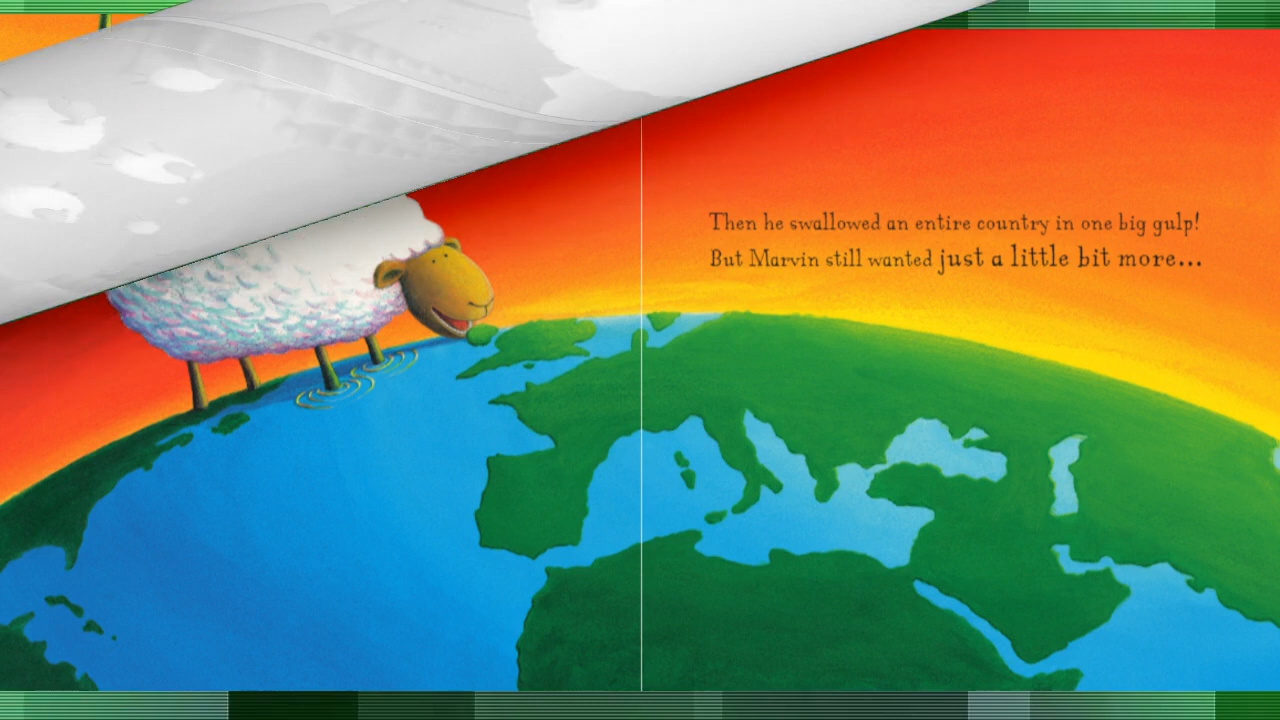 Then he swallowed an entire country in one big gulp!
But Marvin still wanted just a little bit more...